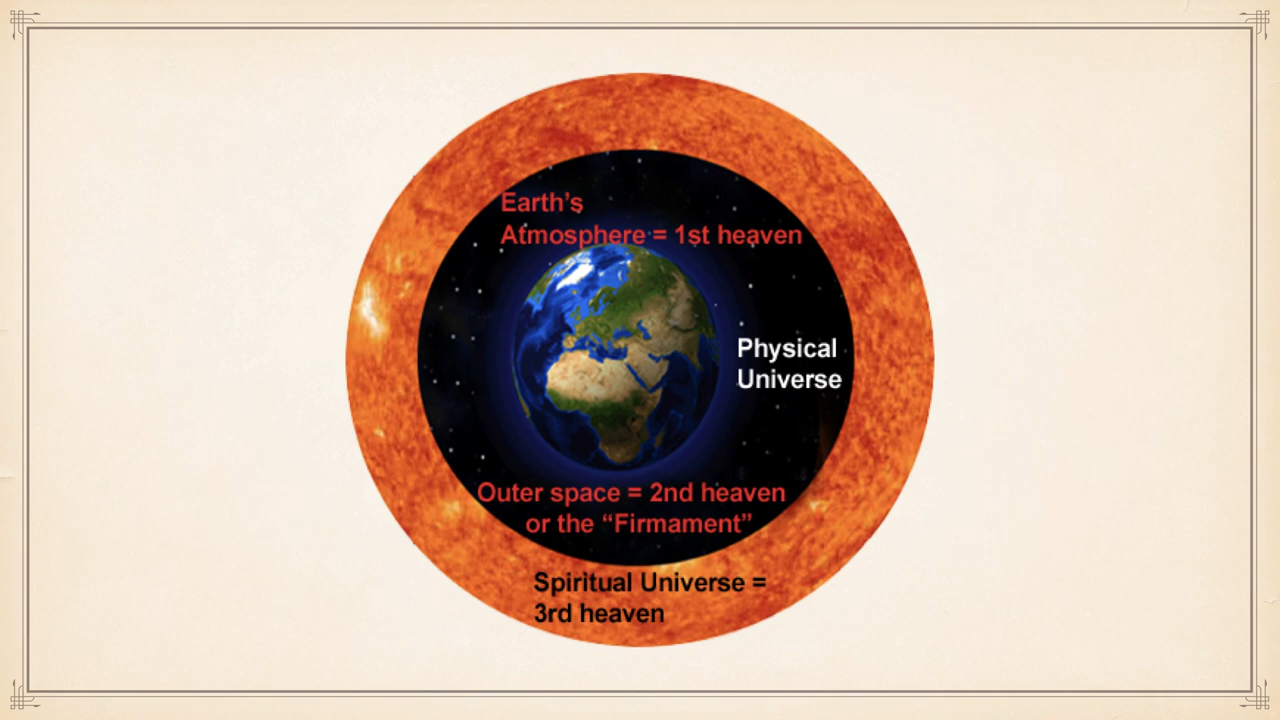 Earth’s
Atmosphere = 1st heaven
Physical
Universe
Outer space = 2nd heaven
or the “Firmament”
Spiritual Universe =
3rd heaven